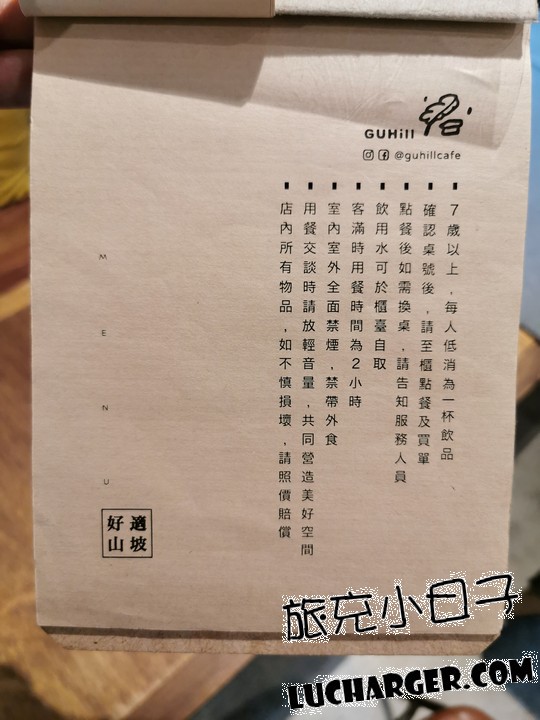 GUHill
@guhillcafe
7歲以上，每人低消為一杯飲品
確認桌號後，請至櫃點餐及買單
點餐後如需換桌，請告知服務人員
飲用水可於櫃臺自取
客滿時用餐時間為2小時
室內室外全面禁煙，禁帶外食
用餐交談時請放輕音量，共同營造美好空間
店內所有物品，如不慎損壞，請照價賠償
MENU
適坡
好山
旅充小日子
LUCHARGER.COM